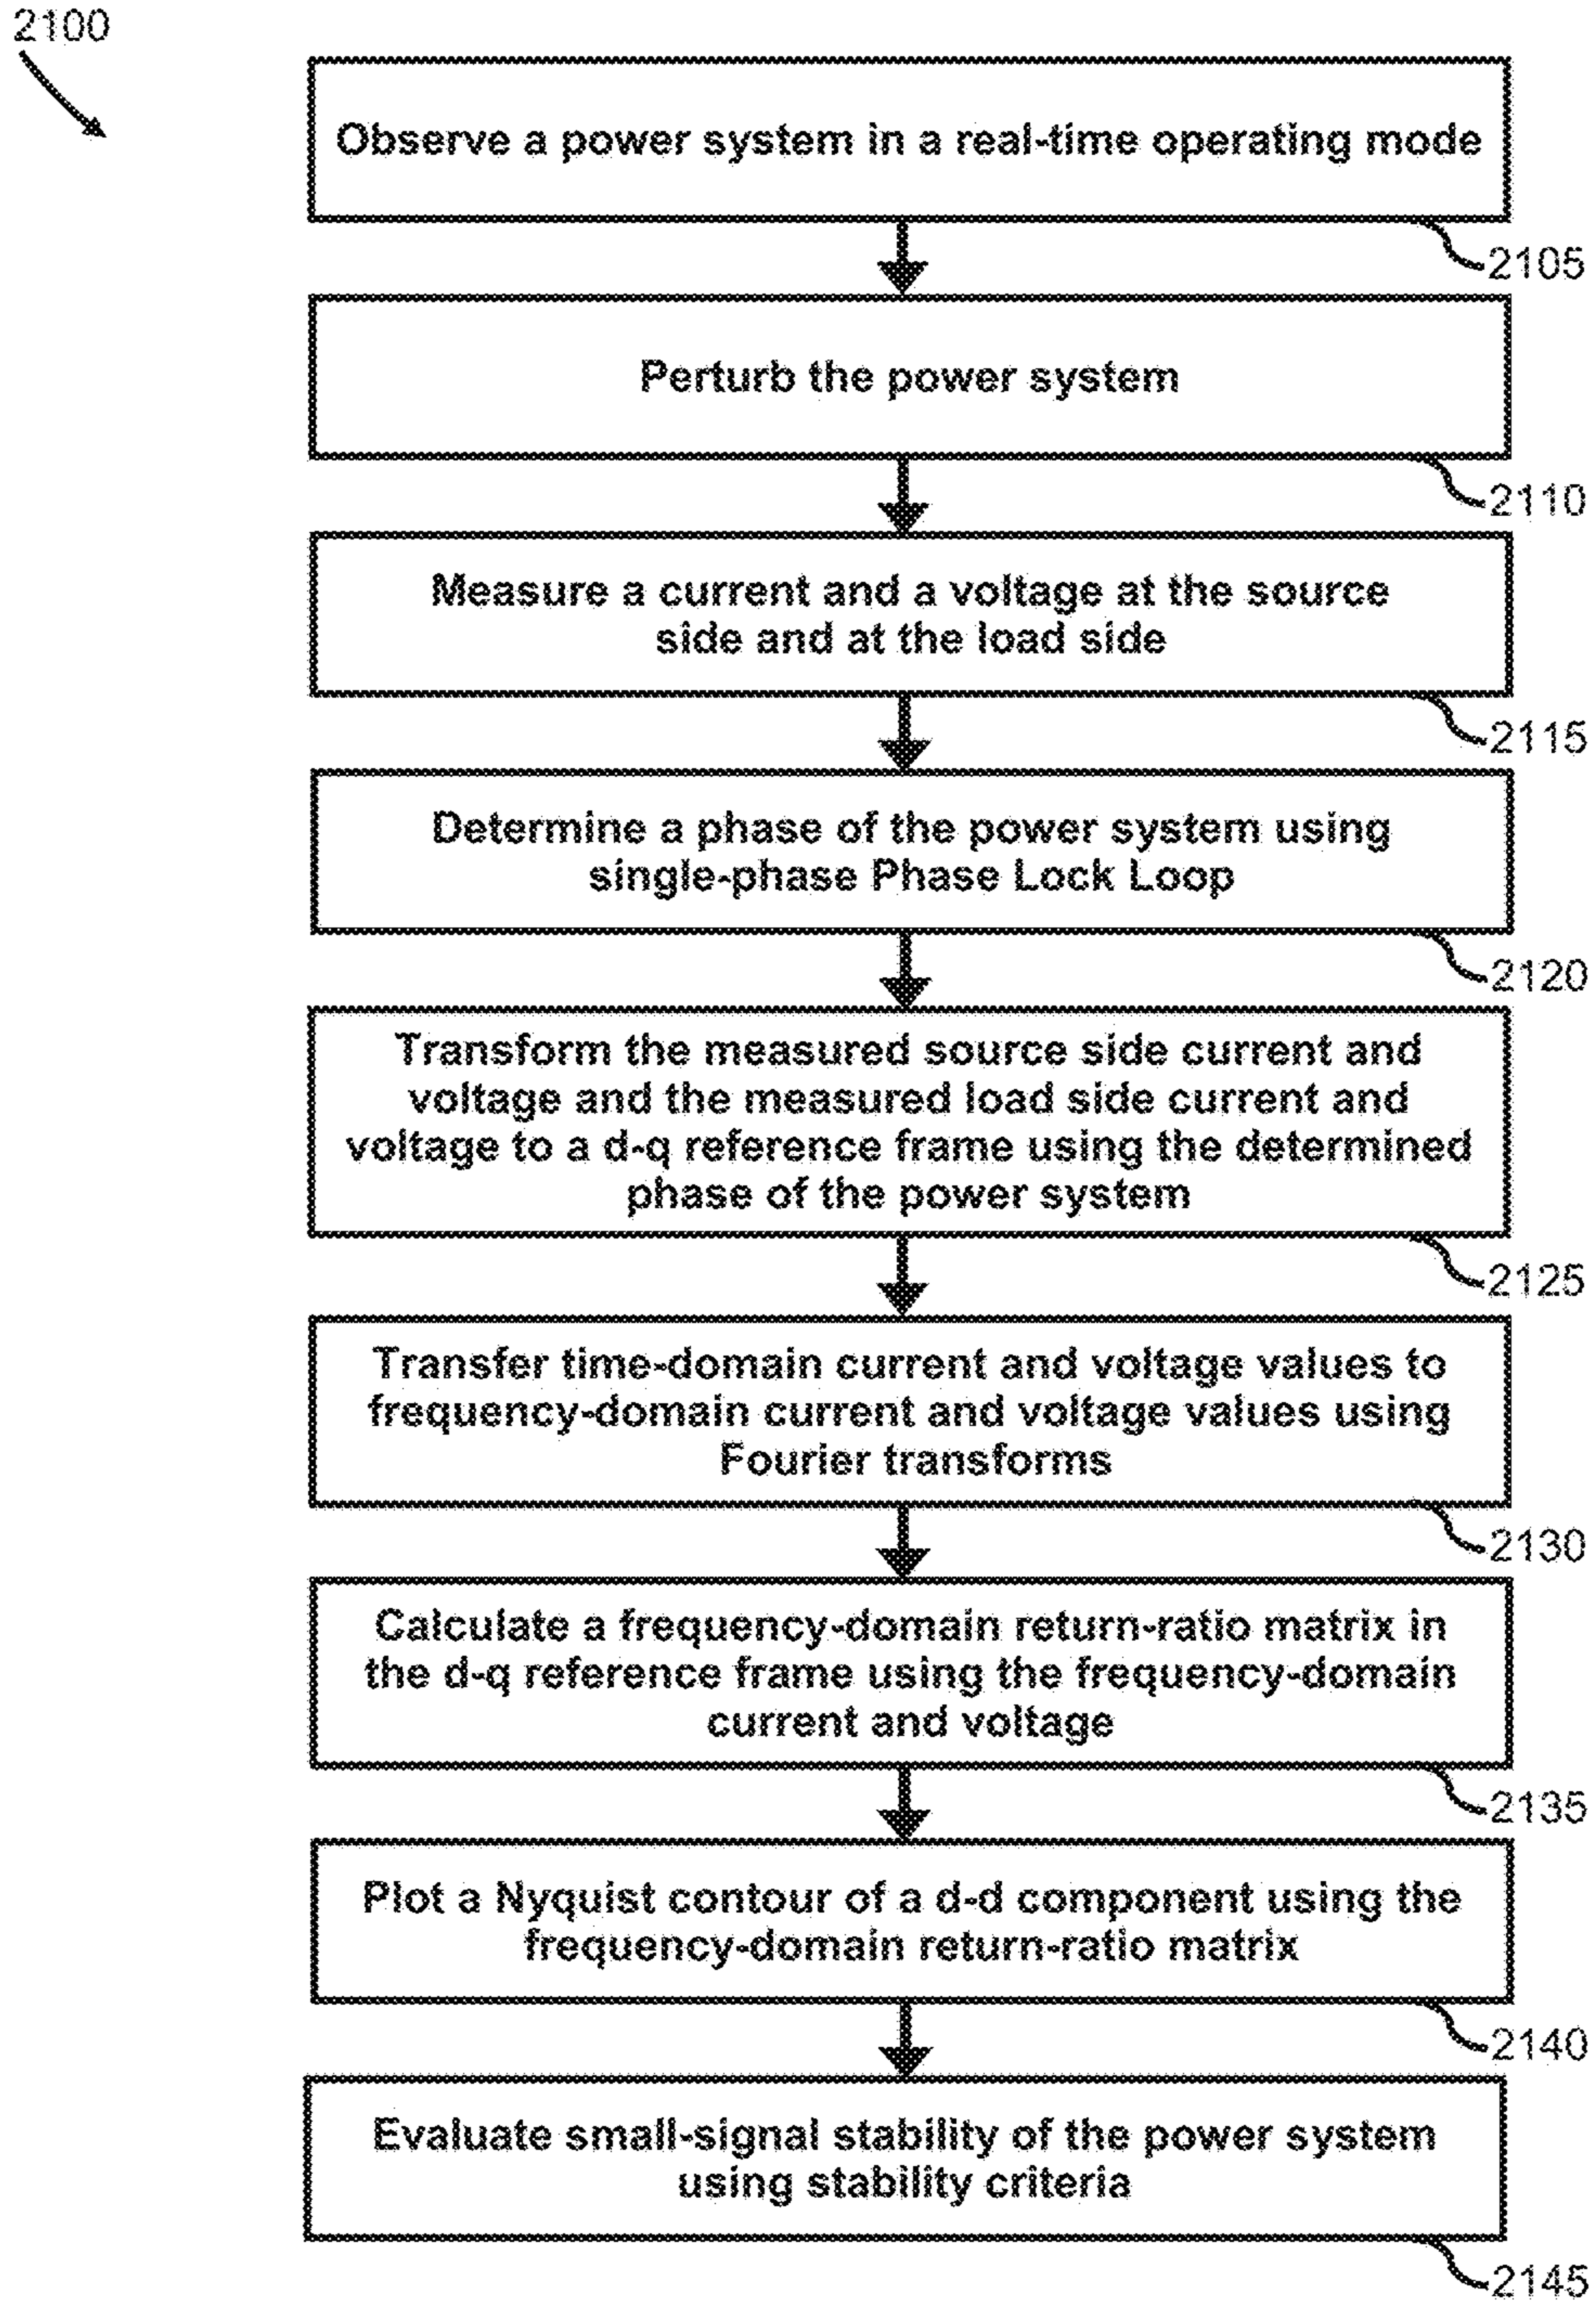 2100
Observe a power system in a real-time operating mode
2105
Perturb the power system
2110
Measure a current and a voltage at the source
side and at the load side
2115
Determine a phase of the power system using
single-phase Phase Lock Loop
2120
Transform the measured source side current and
voltage and the measured load side current and
voltage to a d-q reference frame using the determined
phase of the power system
2125
Transfer time-domain current and voltage values to
frequency-domain current and voltage values using
Fourier transforms
2130
Calculate a frequency-domain return-ratio matrix in
the d-q reference frame using the frequency-domain
current and voltage
2135
Plot a Nyquist contour of a d-d component using the
frequency-domain return-ratio matrix
2140
Evaluate small-signal stability of the power system
using stability criteria
2145